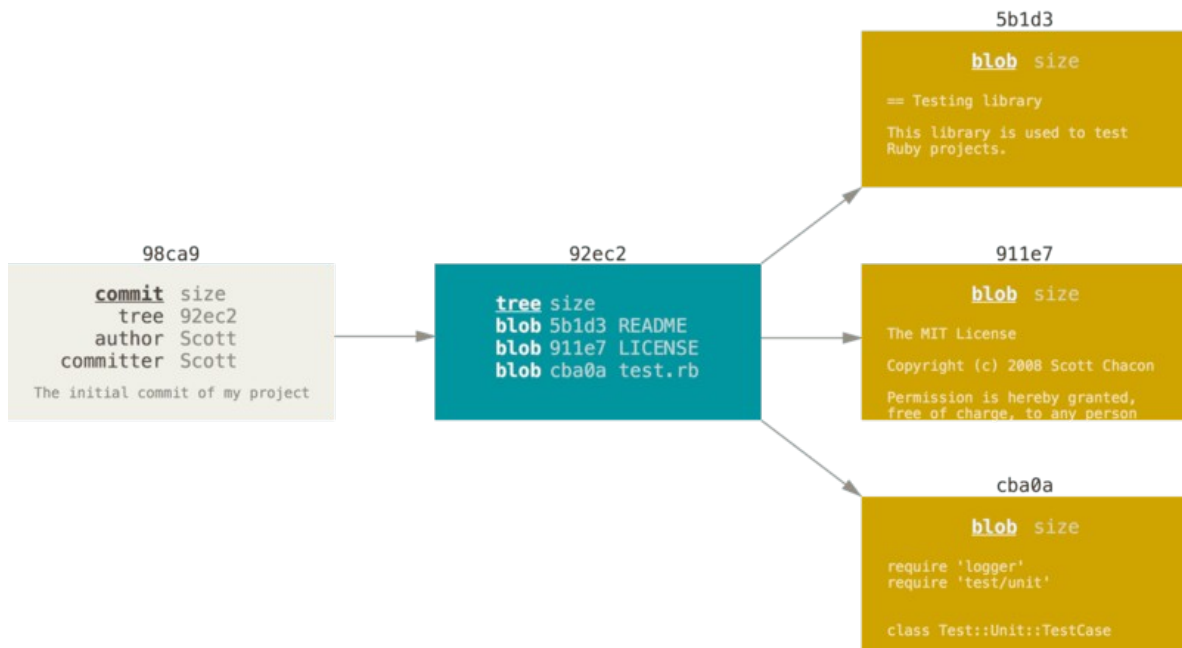 98ca9
commit size
tree 92ec2
author Scott
committer Scott
The initial commit of my project
92ec2
tree size
blob 5b1d3 README
blob 911e7 LICENSE
blob cba0a test.rb
5b1d3
blob size
== Testing library
This library is used to test
Ruby projects.
911e7
blob size
The MIT License
Copyright (c) 2008 Scott Chacon
Permission is hereby granted,
free of charge, to any person
cba0a
blob size
require 'logger'
require 'test/unit'
class Test::Unit::TestCase